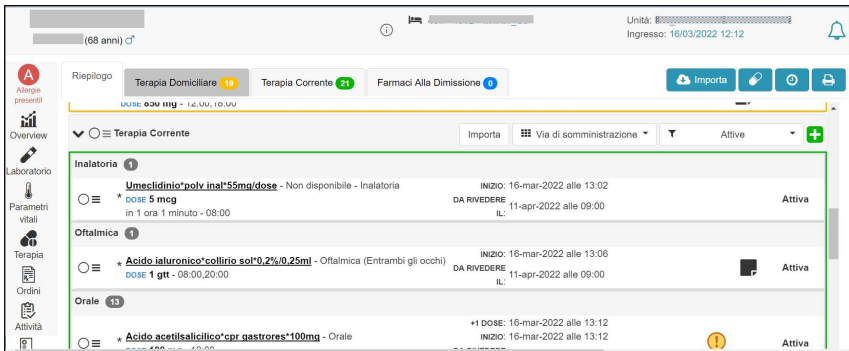 Unità:
(68 anni) ♂
Ingresso: 16/03/2022 12:12
A
Allergie
presenti!
Overview
Laboratorio
Parametri
vitali
Terapia
Ordini
Attività
Riepilogo
Terapia Domiciliare 19
Terapia Corrente 21
Farmaci Alla Dimissione 0
Importa
DOSE 850 mg - 12:00,18:00
Terapia Corrente
Importa
Via di somministrazione
Attive
Inalatoria 1
Umeclidinio*polv inal*55mg/dose - Non disponibile - Inalatoria
* DOSE 5 mcg
in 1 ora 1 minuto - 08:00
INIZIO: 16-mar-2022 alle 13:02
DA RIVEDERE IL: 11-apr-2022 alle 09:00
Attiva
Oftalmica 1
* Acido ialuronico*collirio sol*0,2%/0,25ml - Oftalmica (Entrambi gli occhi)
DOSE 1 gtt - 08:00,20:00
INIZIO: 16-mar-2022 alle 13:06
DA RIVEDERE IL: 11-apr-2022 alle 09:00
Attiva
Orale 13
* Acido acetilsalicilico*cpr gastrores*100mg - Orale
+1 DOSE: 16-mar-2022 alle 13:12
INIZIO: 16-mar-2022 alle 13:12
Attiva